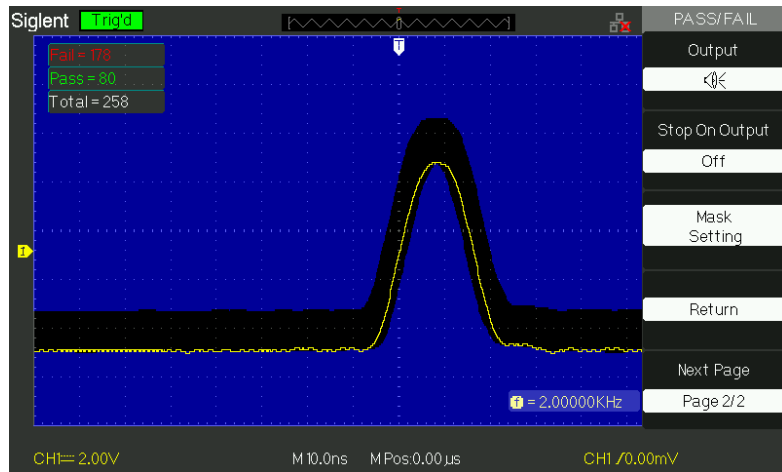 Siglent Trig'd PASS/FAIL
T
Fail = 178
Pass = 80
Total = 258
Output
Stop On Output
Off
Mask
Setting
Return
Next Page
Page 2/2
1
f = 2.00000KHz
CH1 2.00V M 10.0ns M Pos:0.00µs CH1 0.00mV